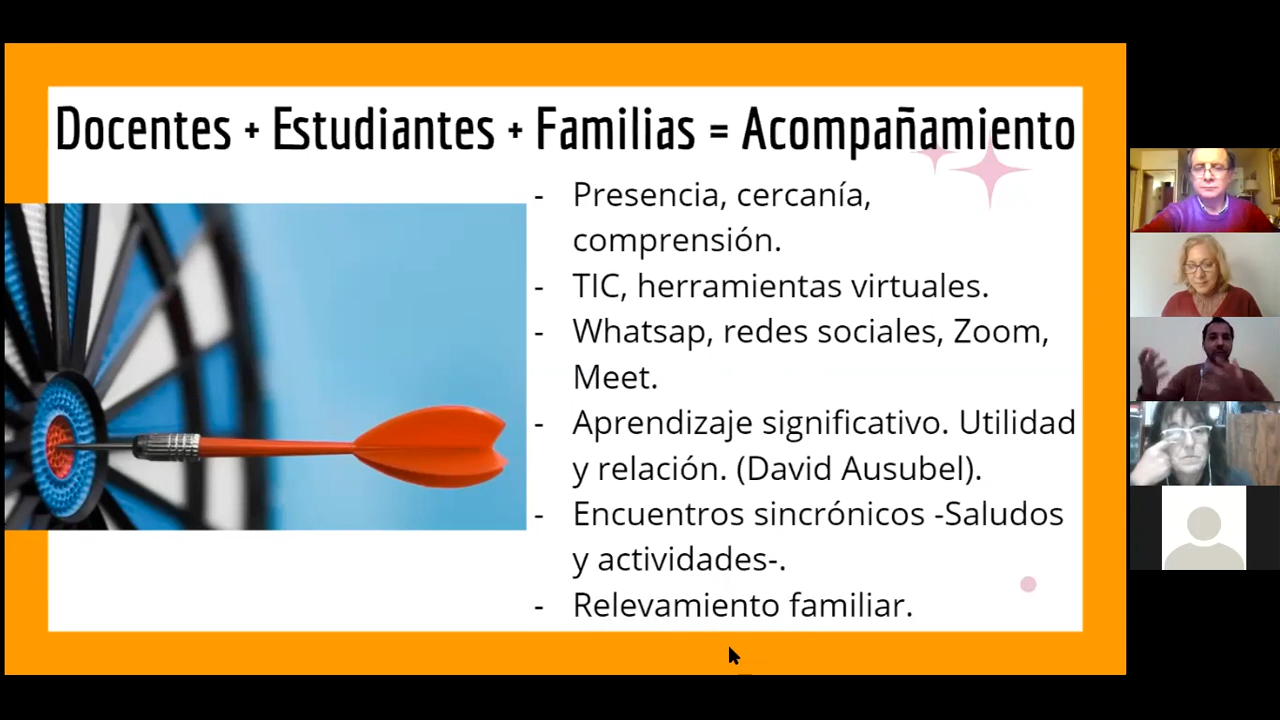 Docentes + Estudiantes + Familias = Acompañamiento
- Presencia, cercanía,
comprensión.
- TIC, herramientas virtuales.
- Whatsap, redes sociales, Zoom,
Meet.
- Aprendizaje significativo. Utilidad
y relación. (David Ausubel).
- Encuentros sincrónicos -Saludos
y actividades-.
- Relevamiento familiar.